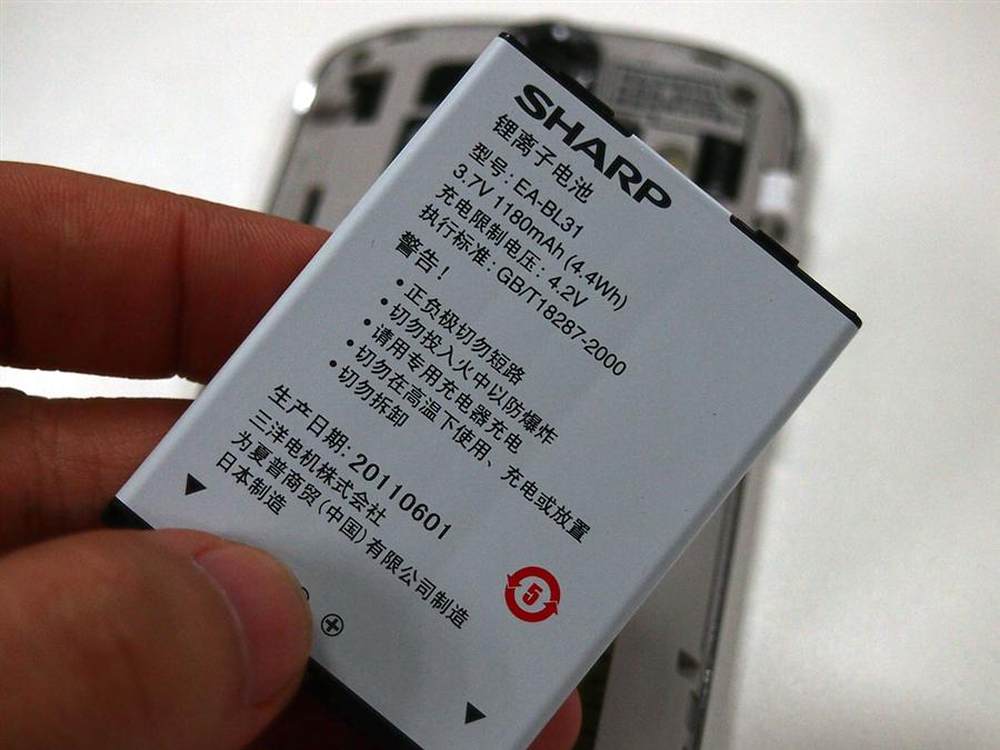 SHARP
锂离子电池
型号: EA-BL31
3.7V 1180mAh (4.4Wh)
充电限制电压: 4.2V
执行标准: GB/T18287-2000
警告!
•正负极切勿短路
•切勿投入火中以防爆炸
•请用专用充电器充电
•切勿在高温下使用、充电或放置
•切勿拆卸
生产日期: 20110601
三洋电机株式会社
为夏普商贸(中国)有限公司制造
日本制造
5